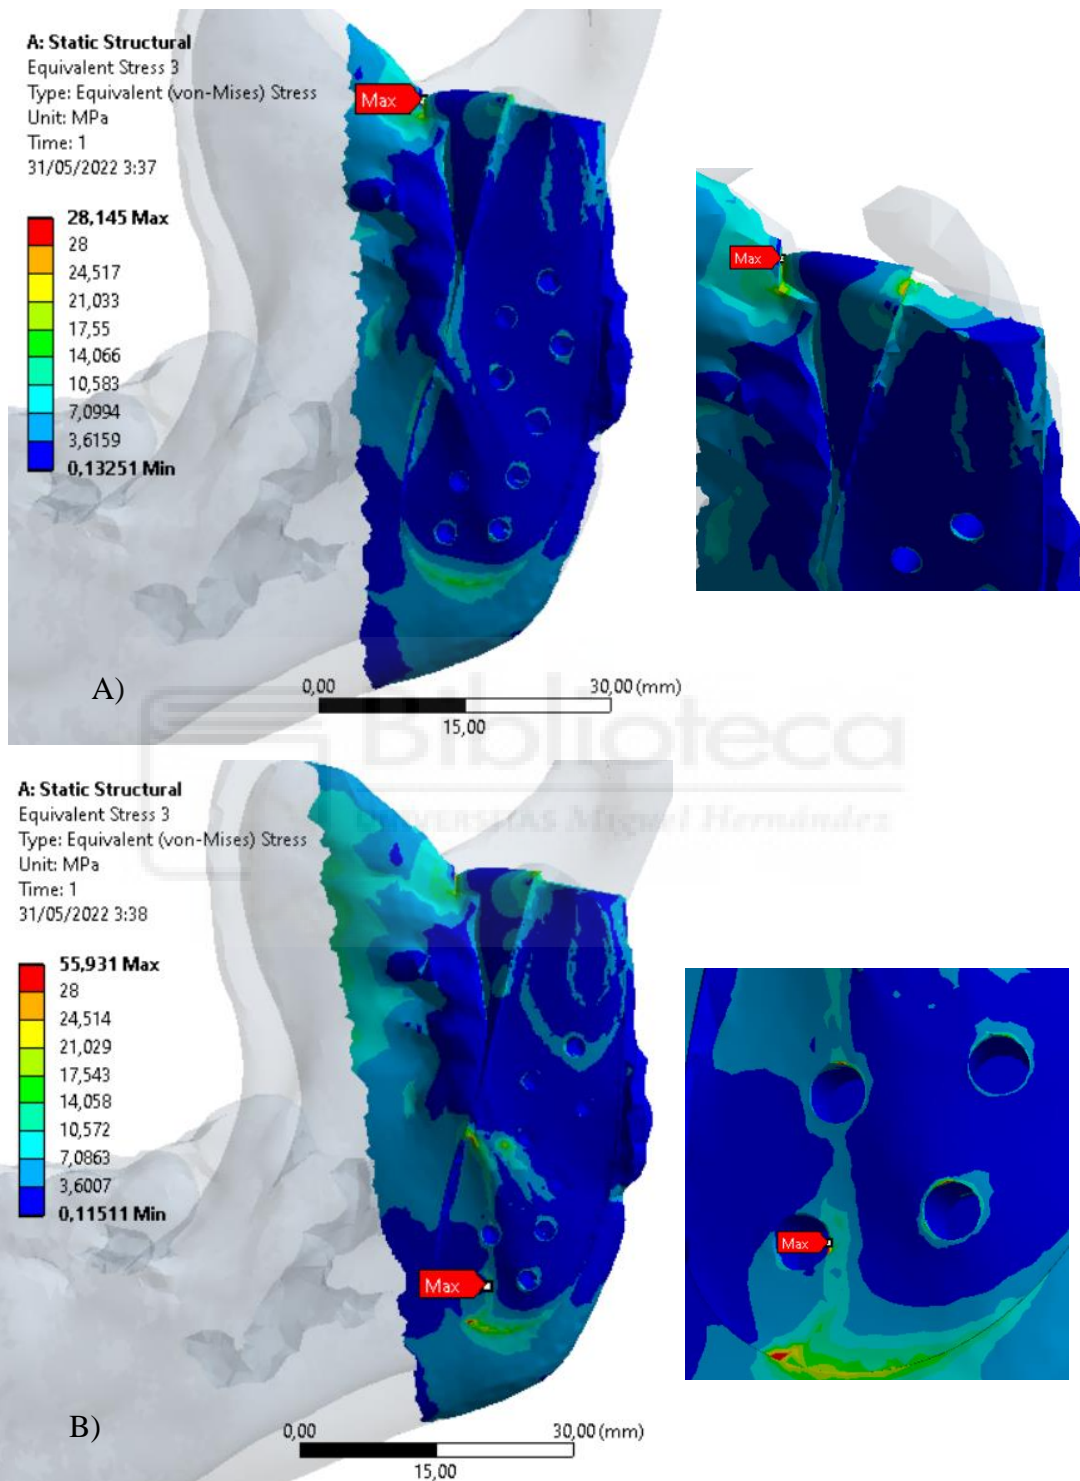 A: Static Structural
Equivalent Stress 3
Type: Equivalent (von-Mises) Stress
Unit: MPa
Time: 1
31/05/2022 3:37
28,145 Max
28
24,517
21,033
17,55
14,066
10,583
7,0994
3,6159
0,13251 Min
Max
Max
A)
0,00
30,00 (mm)
15,00
Biblioteca
UNIVERSITAS Miguel Hernández
A: Static Structural
Equivalent Stress 3
Type: Equivalent (von-Mises) Stress
Unit: MPa
Time: 1
31/05/2022 3:38
55,931 Max
28
24,514
21,029
17,543
14,058
10,572
7,0863
3,6007
0,11511 Min
Max
Max
B)
0,00
30,00 (mm)
15,00